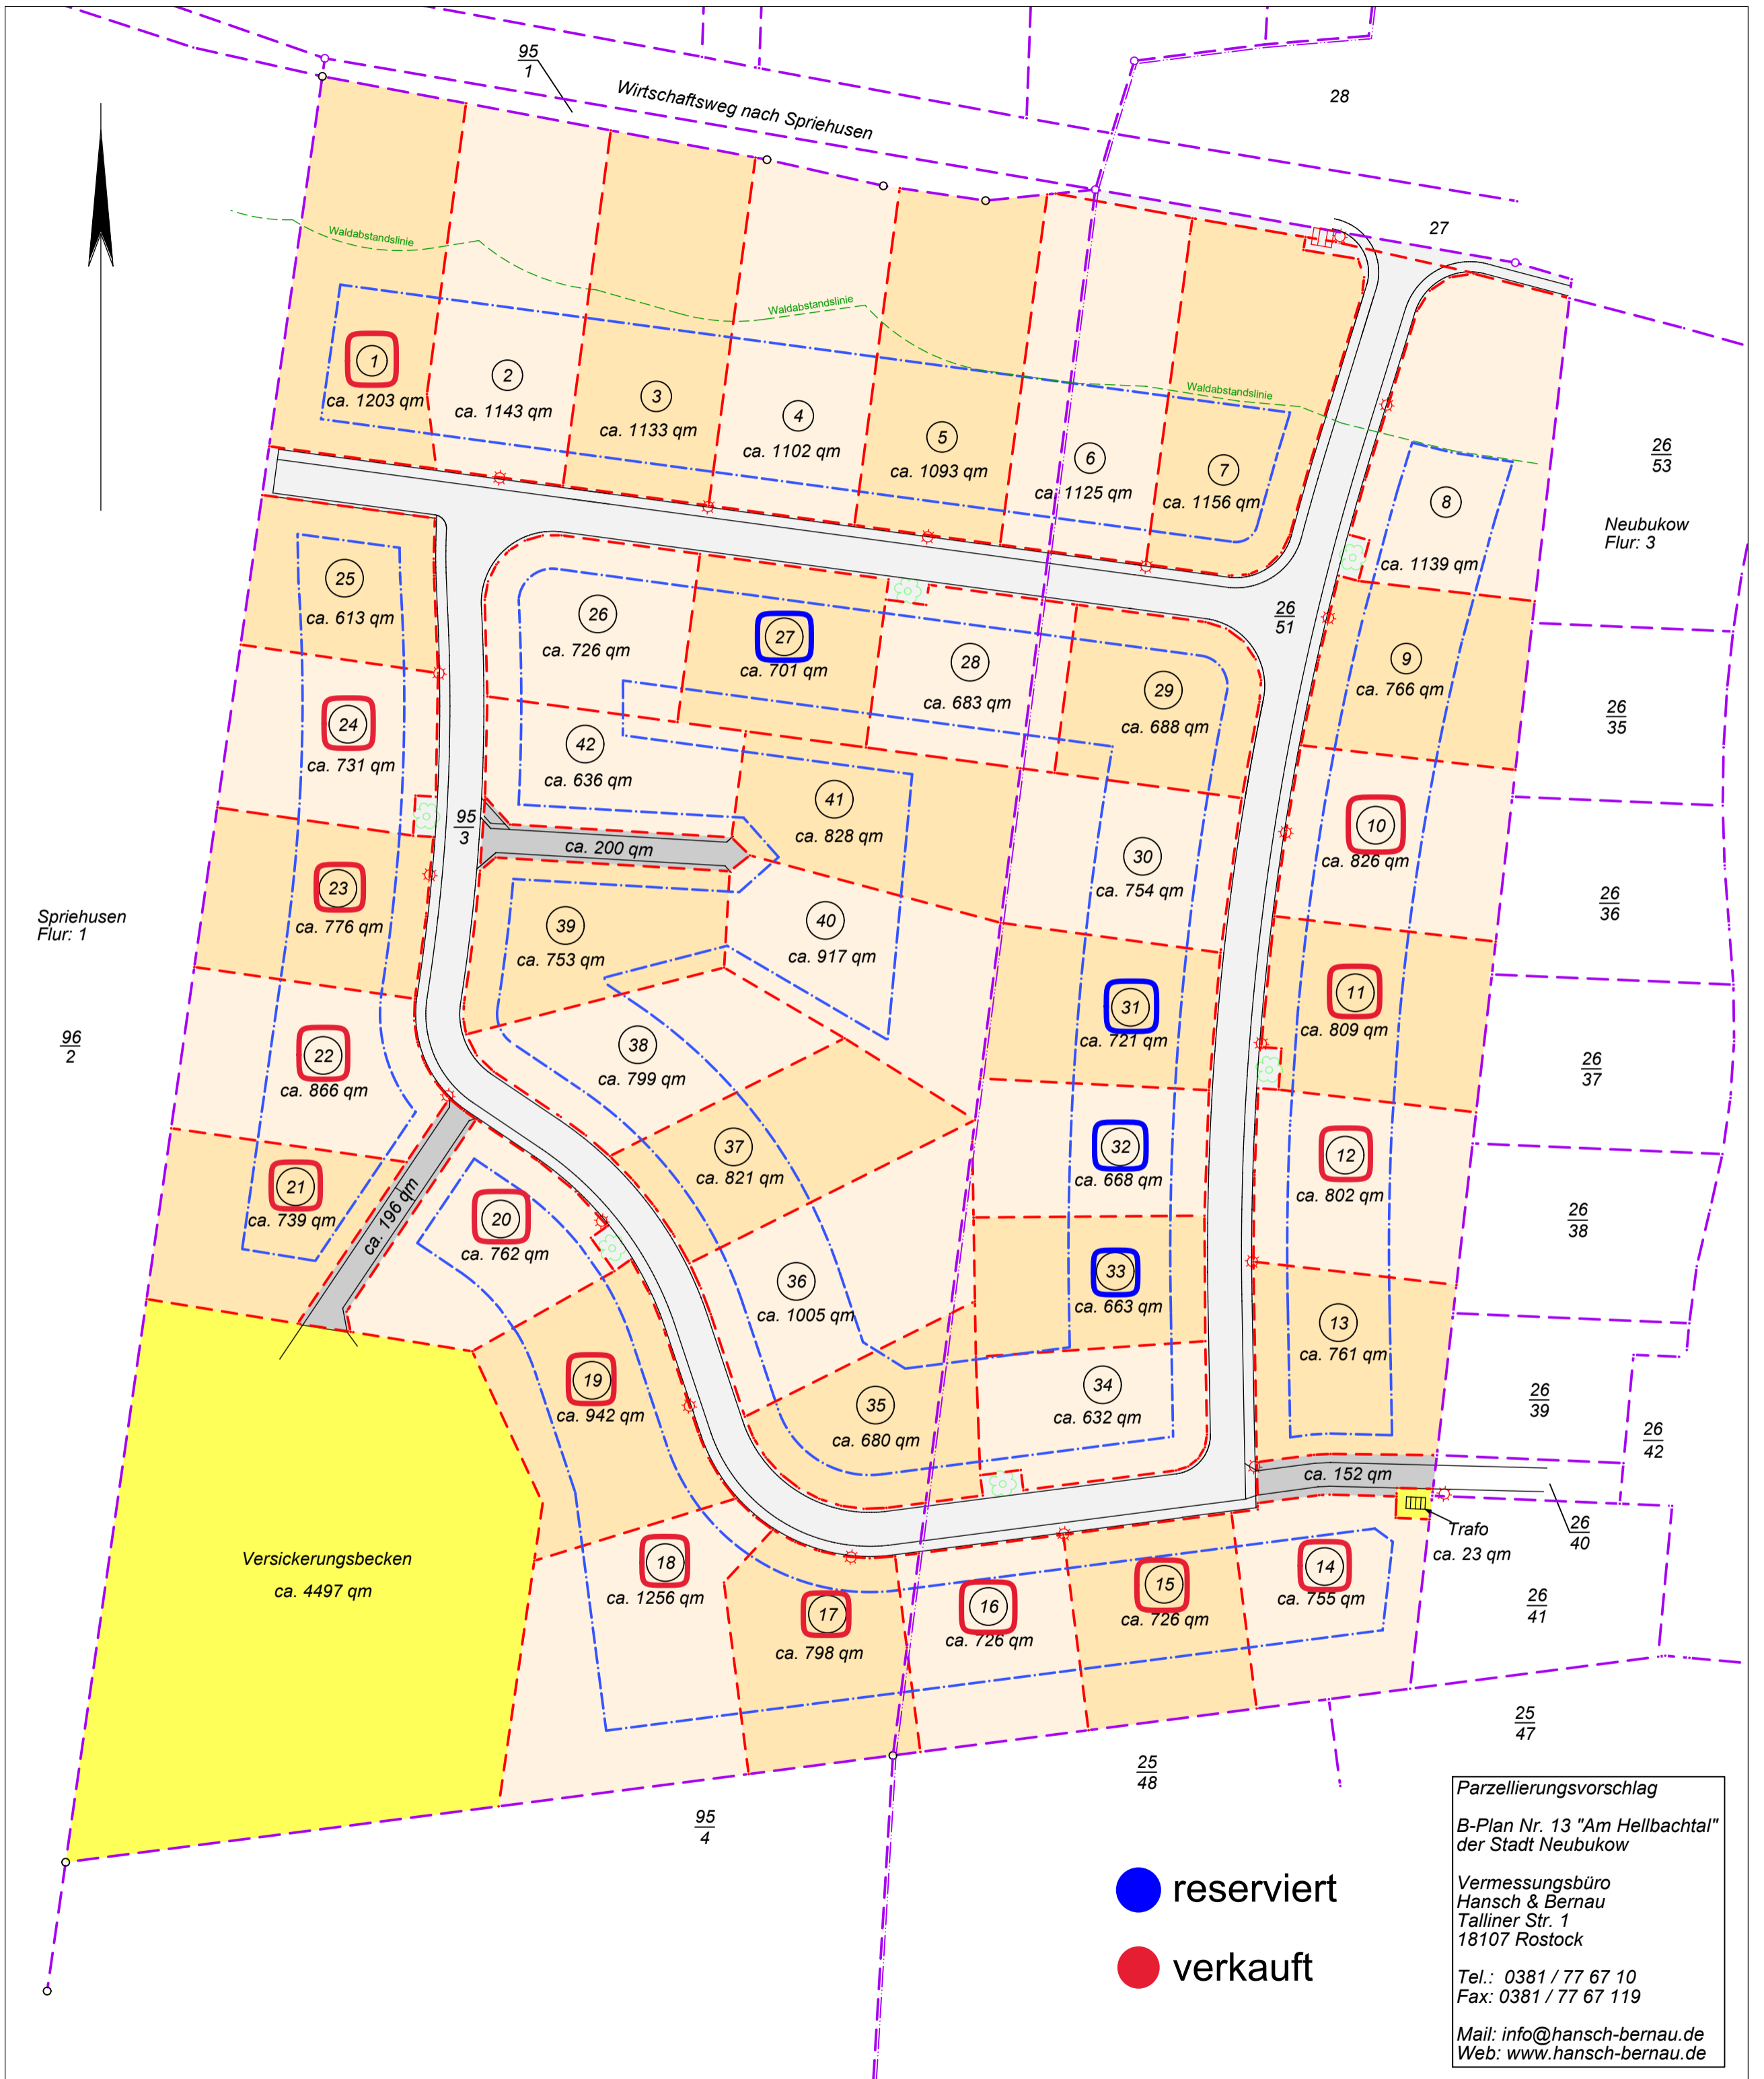 95
1
Wirtschaftsweg nach Spriehusen
28
27
Waldabstandslinie
Waldabstandslinie
Waldabstandslinie
1
ca. 1203 qm
2
ca. 1143 qm
3
ca. 1133 qm
4
ca. 1102 qm
5
ca. 1093 qm
6
ca. 1125 qm
7
ca. 1156 qm
8
ca. 1139 qm
26
53
Neubukow
Flur: 3
25
ca. 613 qm
26
ca. 726 qm
27
ca. 701 qm
28
ca. 683 qm
29
ca. 688 qm
26
51
9
ca. 766 qm
26
35
24
ca. 731 qm
42
ca. 636 qm
41
ca. 828 qm
30
ca. 754 qm
10
ca. 826 qm
95
3
ca. 200 qm
26
36
Spriehusen
Flur: 1
23
ca. 776 qm
39
ca. 753 qm
40
ca. 917 qm
31
ca. 721 qm
11
ca. 809 qm
26
37
96
2
22
ca. 866 qm
38
ca. 799 qm
37
ca. 821 qm
32
ca. 668 qm
12
ca. 802 qm
26
38
21
ca. 739 qm
ca. 196 qm
20
ca. 762 qm
36
ca. 1005 qm
33
ca. 663 qm
13
ca. 761 qm
19
ca. 942 qm
35
ca. 680 qm
34
ca. 632 qm
26
39
26
42
ca. 152 qm
Trafo
ca. 23 qm
26
40
Versickerungsbecken
ca. 4497 qm
18
ca. 1256 qm
17
ca. 798 qm
16
ca. 726 qm
15
ca. 726 qm
14
ca. 755 qm
26
41
25
47
25
48
95
4
reserviert
verkauft
Parzellierungsvorschlag
B-Plan Nr. 13 "Am Hellbachtal"
der Stadt Neubukow
Vermessungsbüro
Hansch & Bernau
Talliner Str. 1
18107 Rostock
Tel.: 0381 / 77 67 10
Fax: 0381 / 77 67 119
Mail: info@hansch-bernau.de
Web: www.hansch-bernau.de